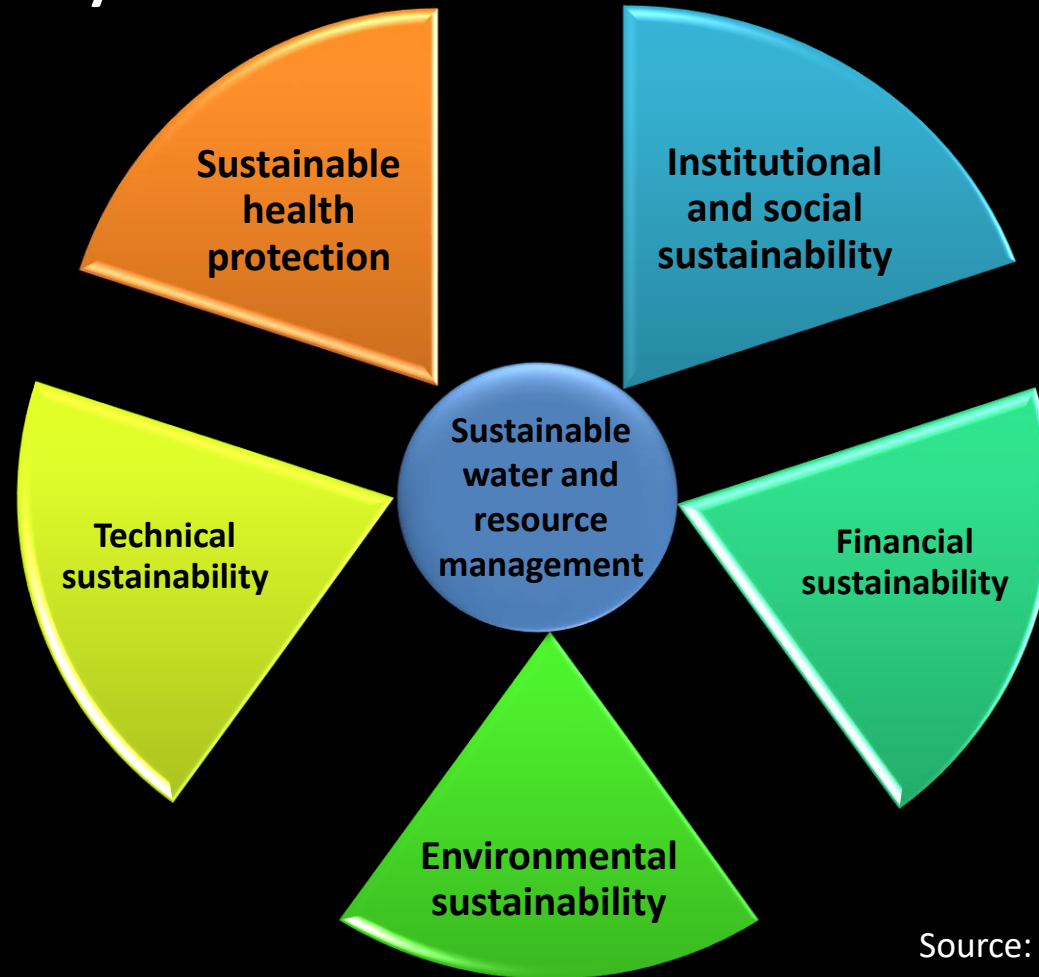 Sustainable
health
protection
Institutional
and social
sustainability
Sustainable
water and
resource
management
Technical
sustainability
Financial
sustainability
Environmental
sustainability
Source: